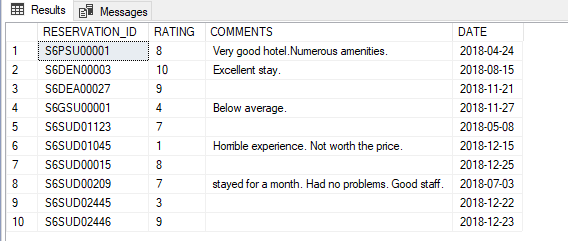 Results Messages
RESERVATION_ID RATING COMMENTS DATE
1 S6PSU00001 8 Very good hotel.Numerous amenities. 2018-04-24
2 S6DEN00003 10 Excellent stay. 2018-08-15
3 S6DEA00027 9 2018-11-21
4 S6GSU00001 4 Below average. 2018-11-27
5 S6SUD01123 7 2018-05-08
6 S6SUD01045 1 Horrible experience. Not worth the price. 2018-12-15
7 S6SUD00015 8 2018-12-25
8 S6SUD00209 7 stayed for a month. Had no problems. Good staff. 2018-07-03
9 S6SUD02445 3 2018-12-22
10 S6SUD02446 9 2018-12-23